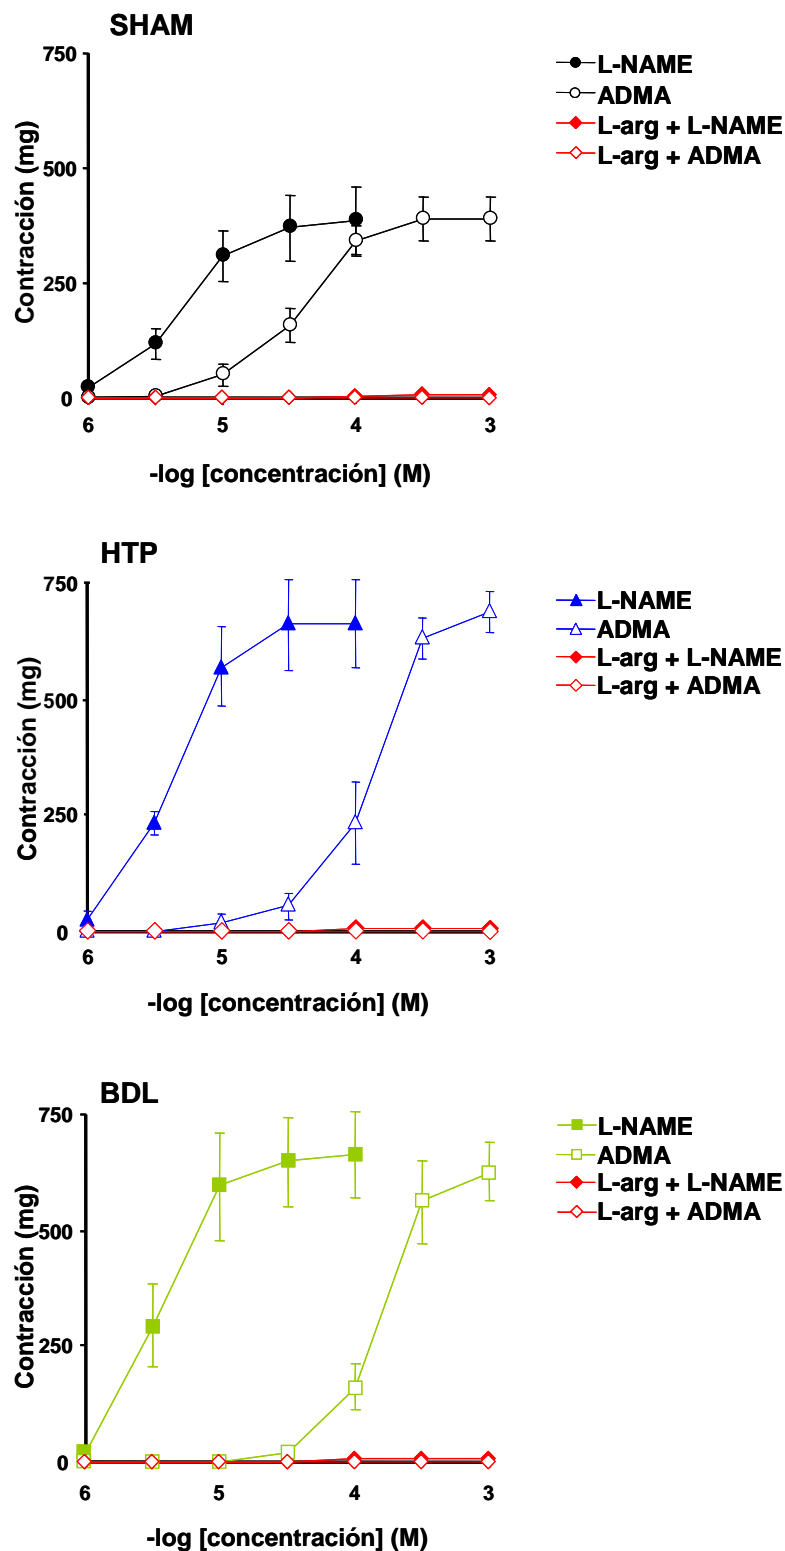 SHAM
750
500
250
0
Contracción (mg)
6
5
4
3
-log [concentración] (M)
L-NAME
ADMA
L-arg + L-NAME
L-arg + ADMA
HTP
750
500
250
0
Contracción (mg)
6
5
4
3
-log [concentración] (M)
L-NAME
ADMA
L-arg + L-NAME
L-arg + ADMA
BDL
750
500
250
0
Contracción (mg)
6
5
4
3
-log [concentración] (M)
L-NAME
ADMA
L-arg + L-NAME
L-arg + ADMA